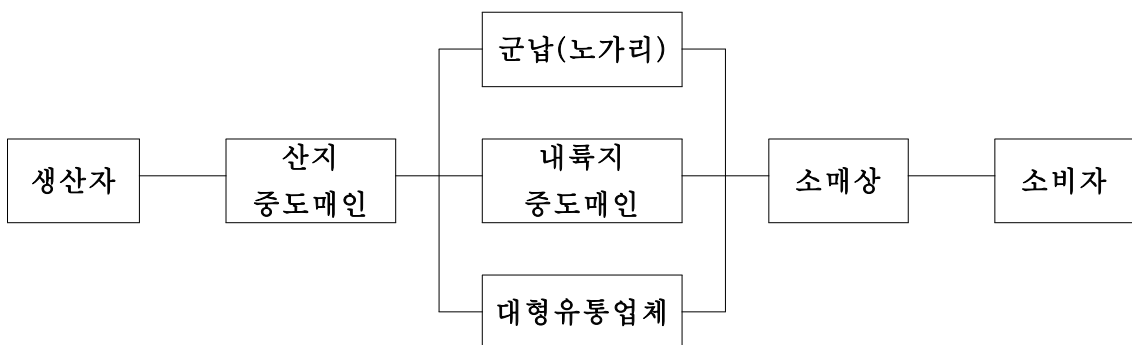 군납(노가리)
생산자
산지
중도매인
내륙지
중도매인
소매상
소비자
대형유통업체